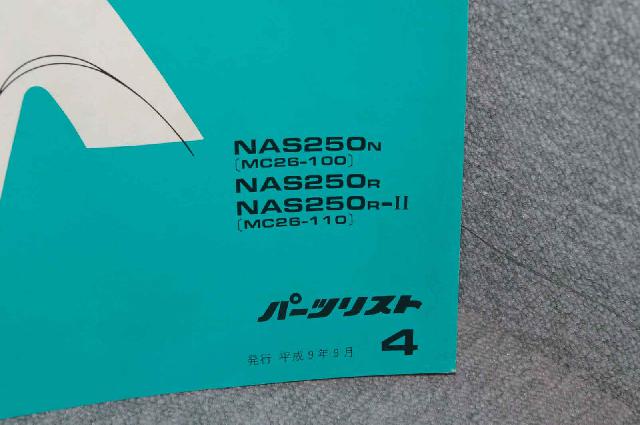 NAS250N
(MC26-100)
NAS250R
NAS250R-II
(MC26-110)
パーツリスト
発行 平成9年9月 4